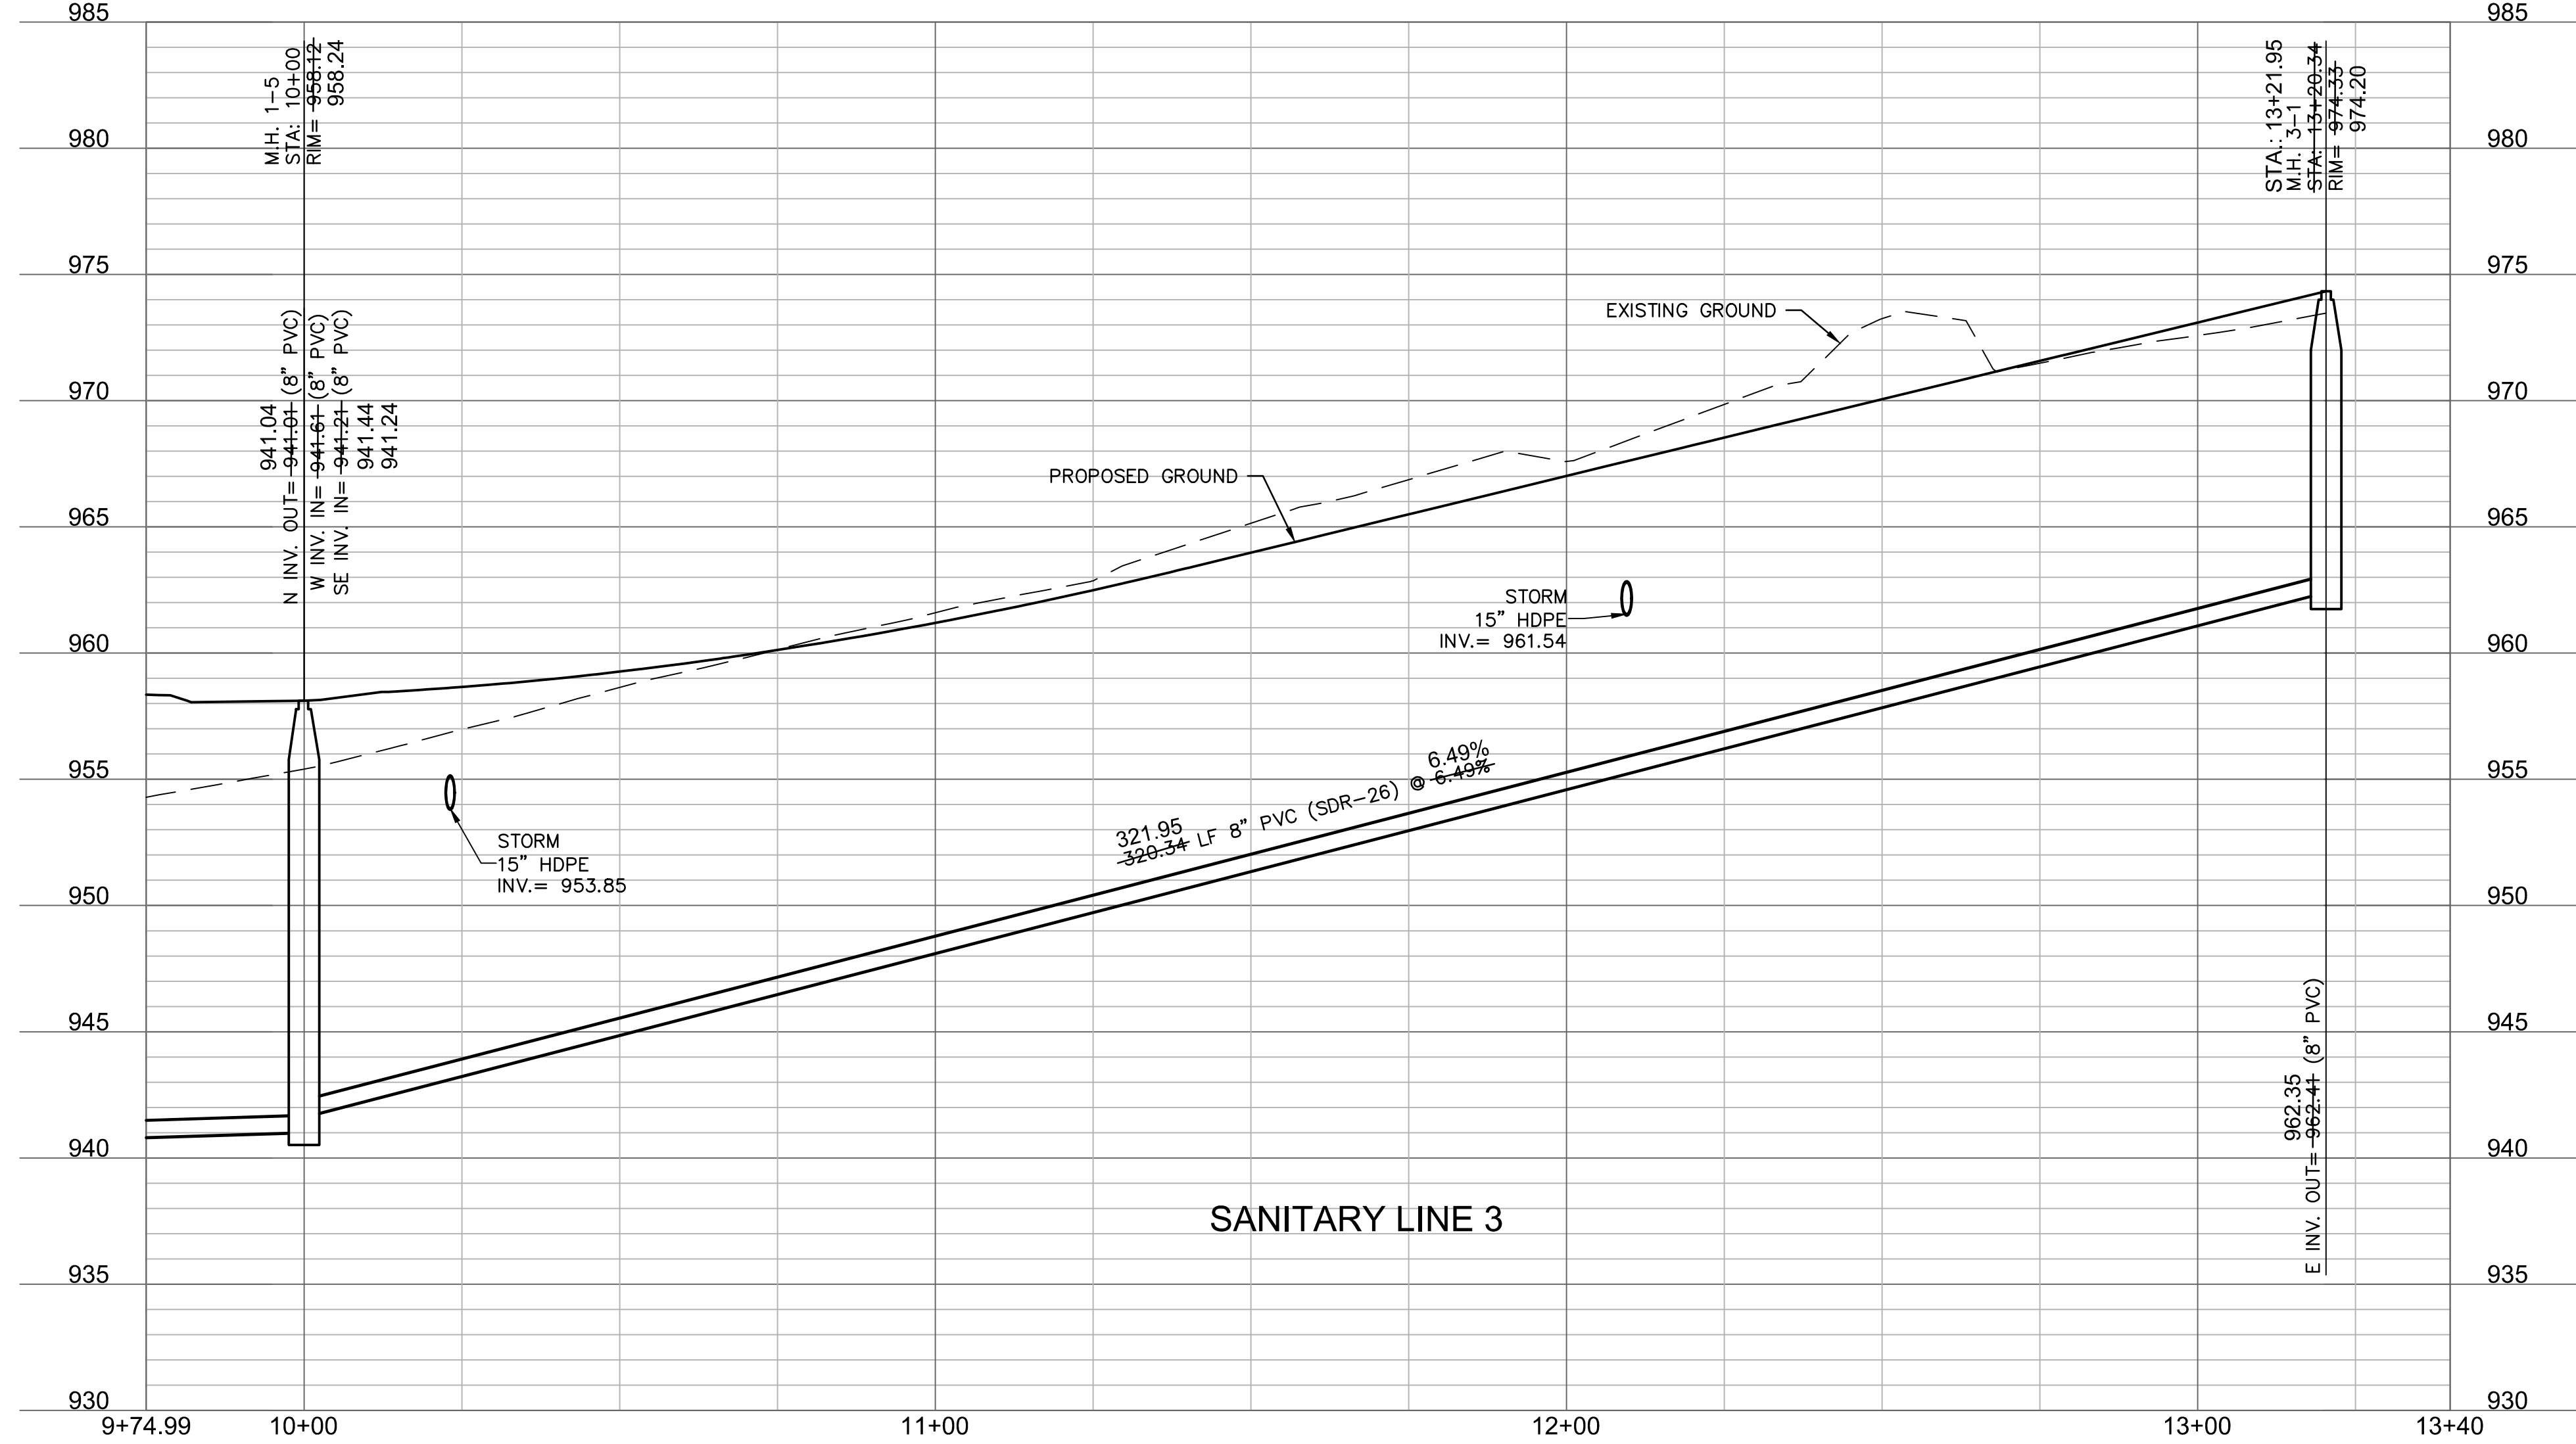 985
985
980
980
975
975
970
970
965
965
960
960
955
955
950
950
945
945
940
940
935
935
930
930
M.H. 1-5
STA: 10+00
RIM= 958.12
958.24
941.04
N INV. OUT= 941.01 (8" PVC)
W INV. IN= 941.61 (8" PVC)
SE INV. IN= 941.21 (8" PVC)
941.44
941.24
STA.: 13+21.95
M.H. 3-1
STA: 13+20.34
RIM= 974.33
974.20
EXISTING GROUND
PROPOSED GROUND
STORM
15" HDPE
INV.= 961.54
STORM
15" HDPE
INV.= 953.85
321.95
6.49%
320.34 LF 8" PVC (SDR-26) @ 6.49%
962.35
E INV. OUT= 962.41 (8" PVC)
SANITARY LINE 3
9+74.99
10+00
11+00
12+00
13+00
13+40